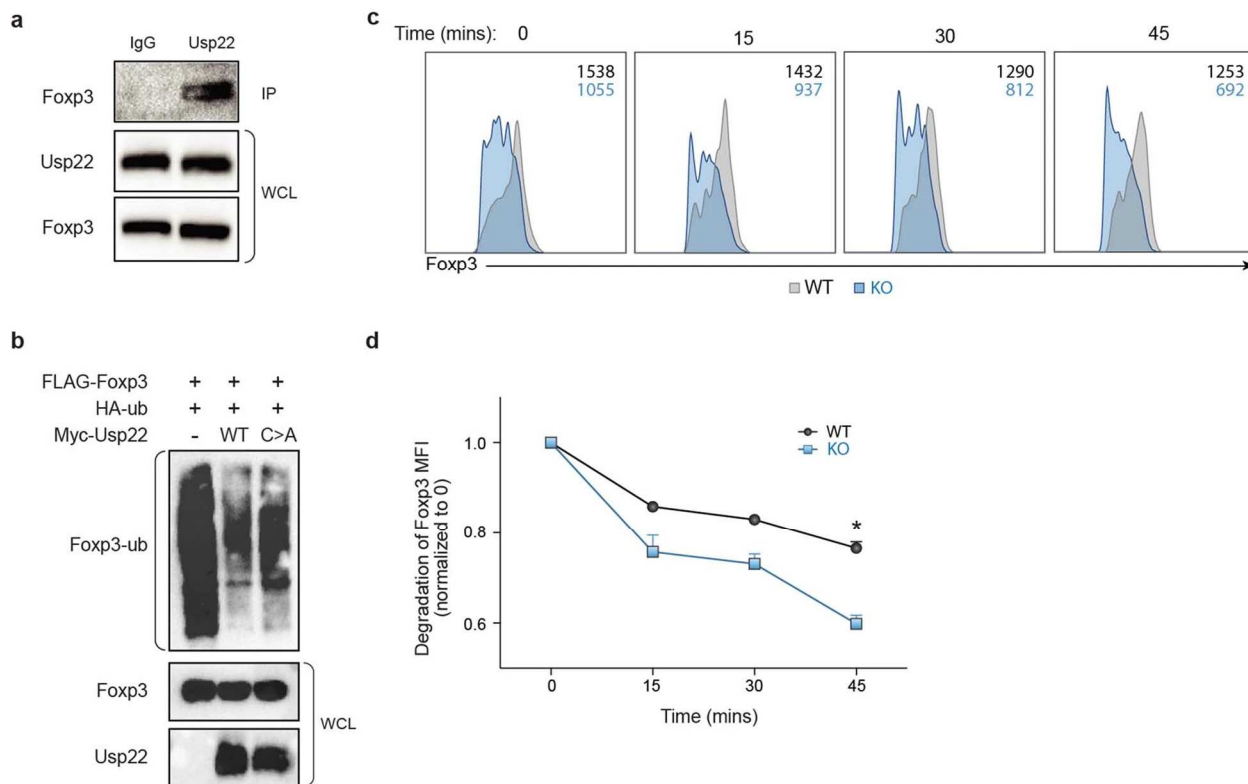 a
IgG Usp22
Foxp3 IP
Usp22
WCL
Foxp3
b
FLAG-Foxp3 + + +
HA-ub + + +
Myc-Usp22 - WT C>A
Foxp3-ub
Foxp3
WCL
Usp22
c
Time (mins): 0 15 30 45
1538 1432 1290 1253
1055 937 812 692
Foxp3
WT KO
d
WT
KO
Degradation of Foxp3 MFI
(normalized to 0)
1.0
0.8
0.6
*
0 15 30 45
Time (mins)